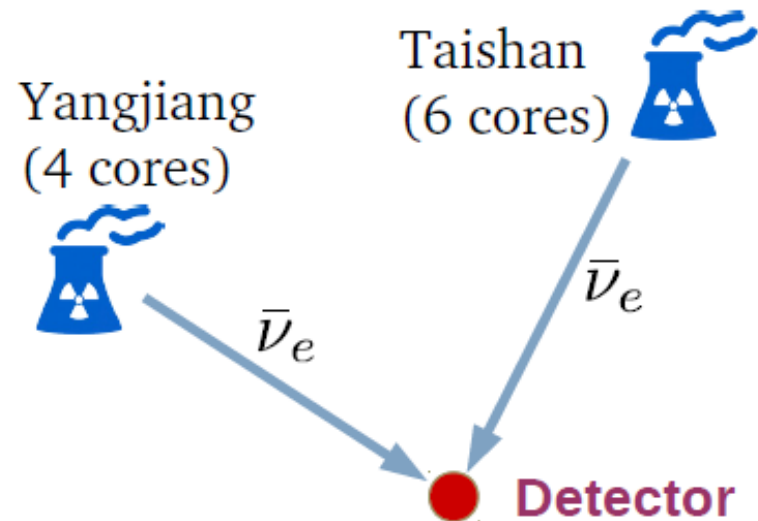 Taishan
(6 cores)
Yangjiang
(4 cores)
ν̄ₑ
ν̄ₑ
Detector